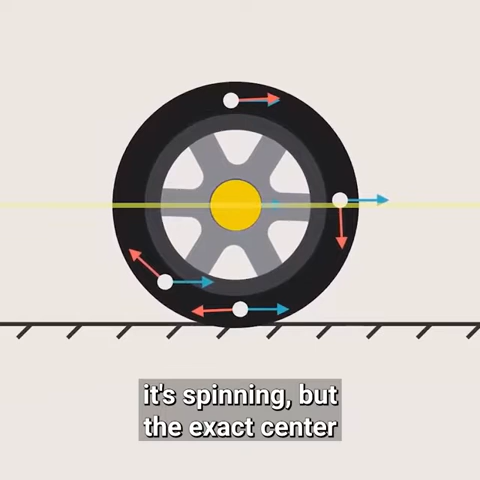 it's spinning, but
the exact center